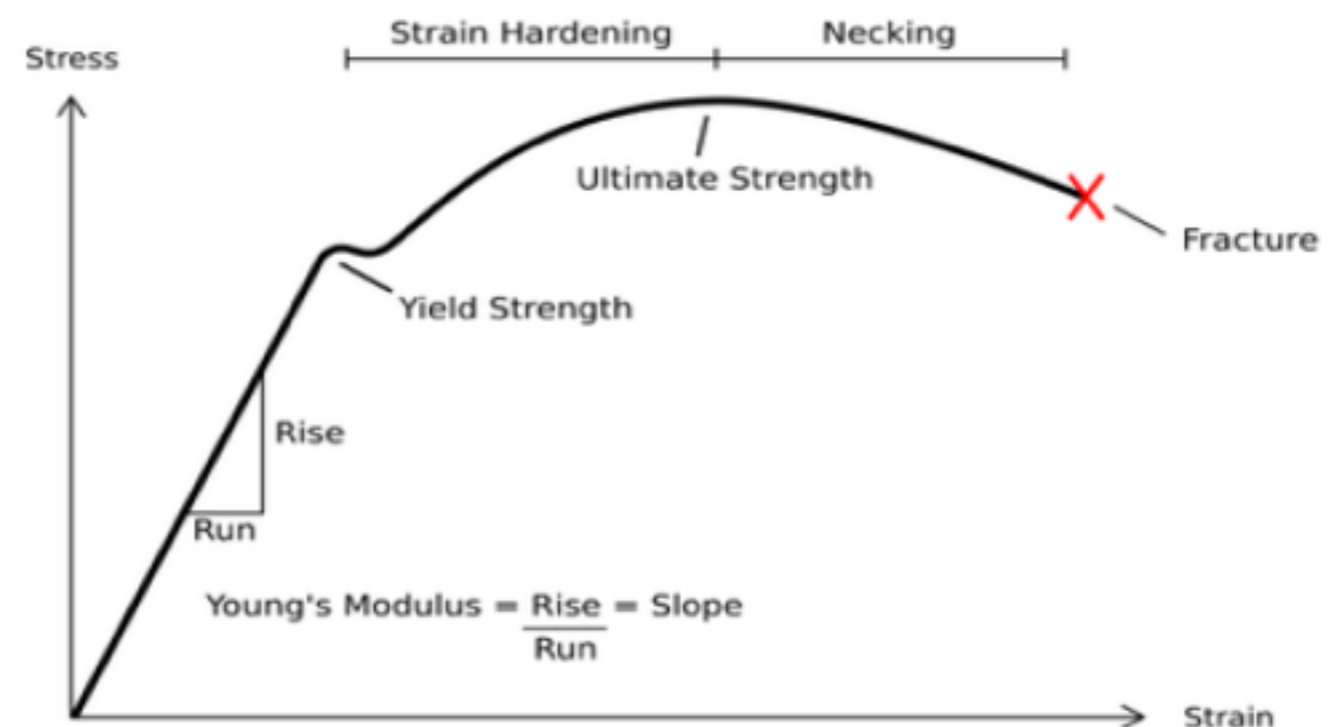 Strain Hardening
Necking
Stress
Ultimate Strength
Fracture
Yield Strength
Rise
Run
Young's Modulus = Rise = Slope
Run
Strain